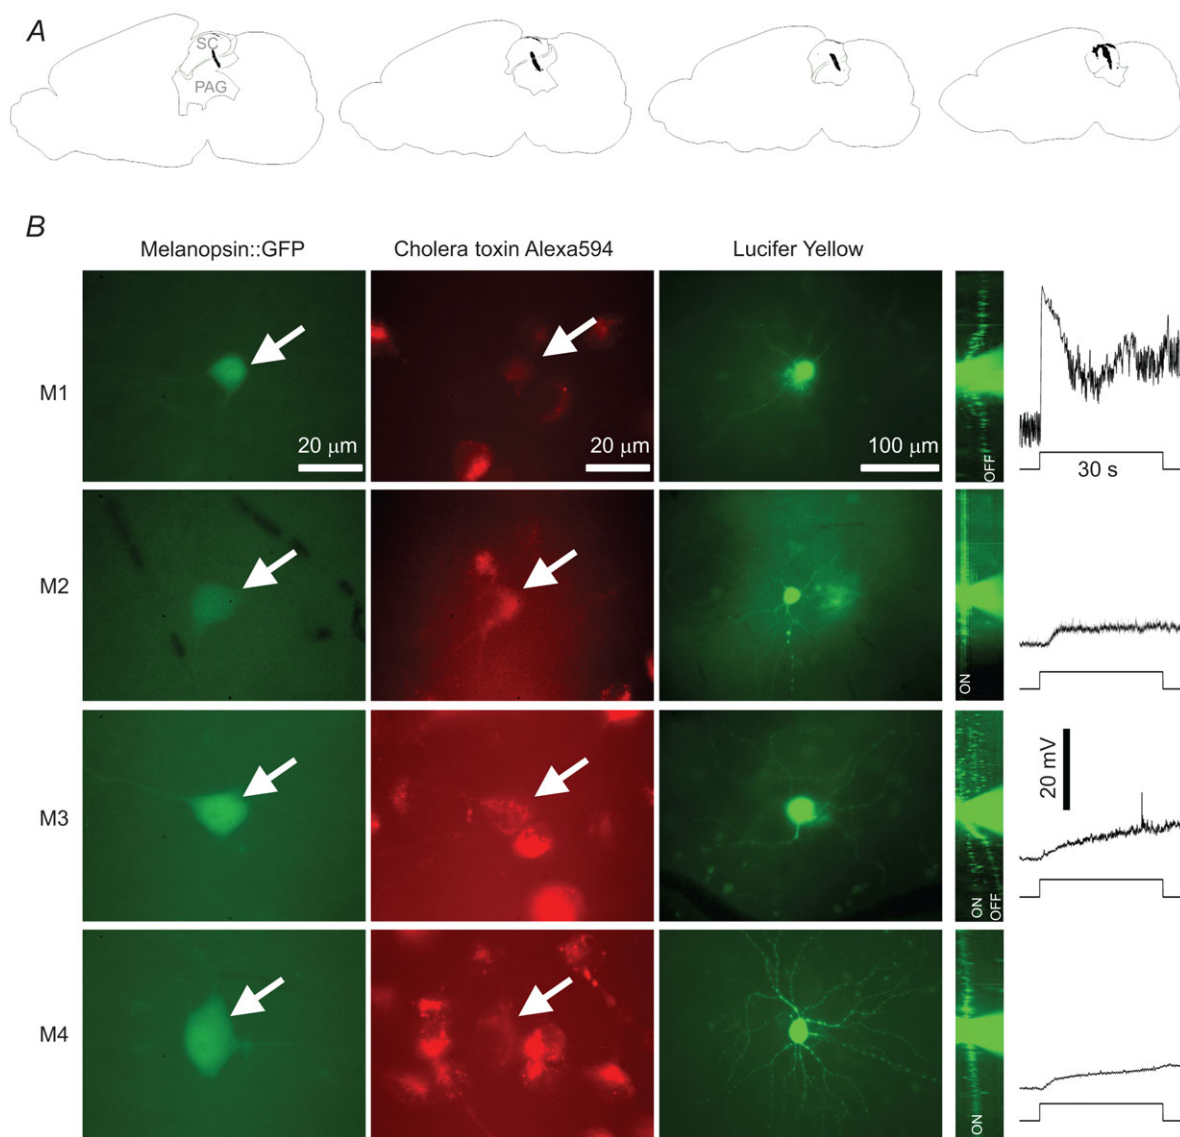 A
SC
PAG
B
Melanopsin::GFP
Cholera toxin Alexa594
Lucifer Yellow
M1
20 μm
20 μm
100 μm
OFF
30 s
M2
ON
M3
ON
OFF
20 mV
M4
ON